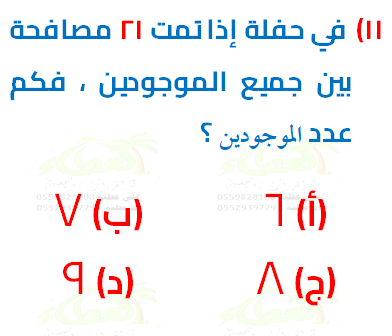 ١١) في حفلة إذا تمت ٢١ مصافحة
بين جميع الموجودين ، فكم
عدد الموجودين ؟
(أ) ٦ (ب) ٧
(ج) ٨ (د) ٩